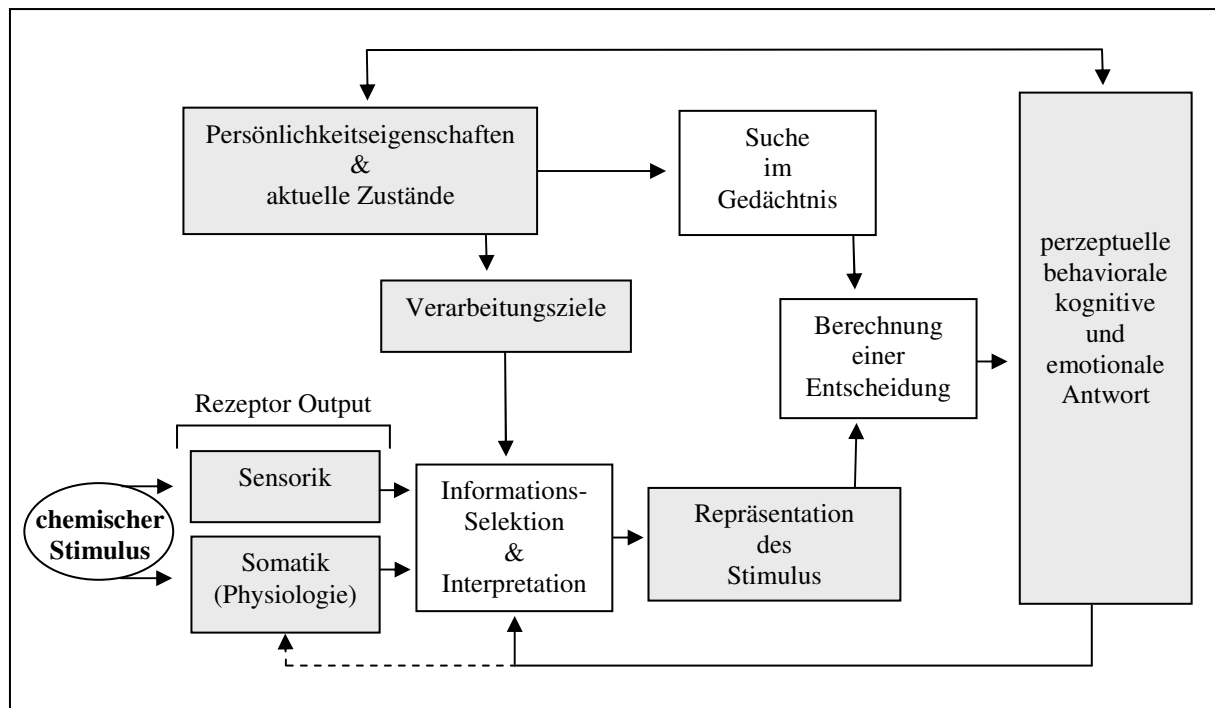 Persönlichkeitseigenschaften
&
aktuelle Zustände
Suche
im
Gedächtnis
perzeptuelle
behaviorale
kognitive
und
emotionale
Antwort
Verarbeitungsziele
Berechnung
einer
Entscheidung
Rezeptor Output
chemischer
Stimulus
Sensorik
Somatik
(Physiologie)
Informations-
Selektion
&
Interpretation
Repräsentation
des
Stimulus